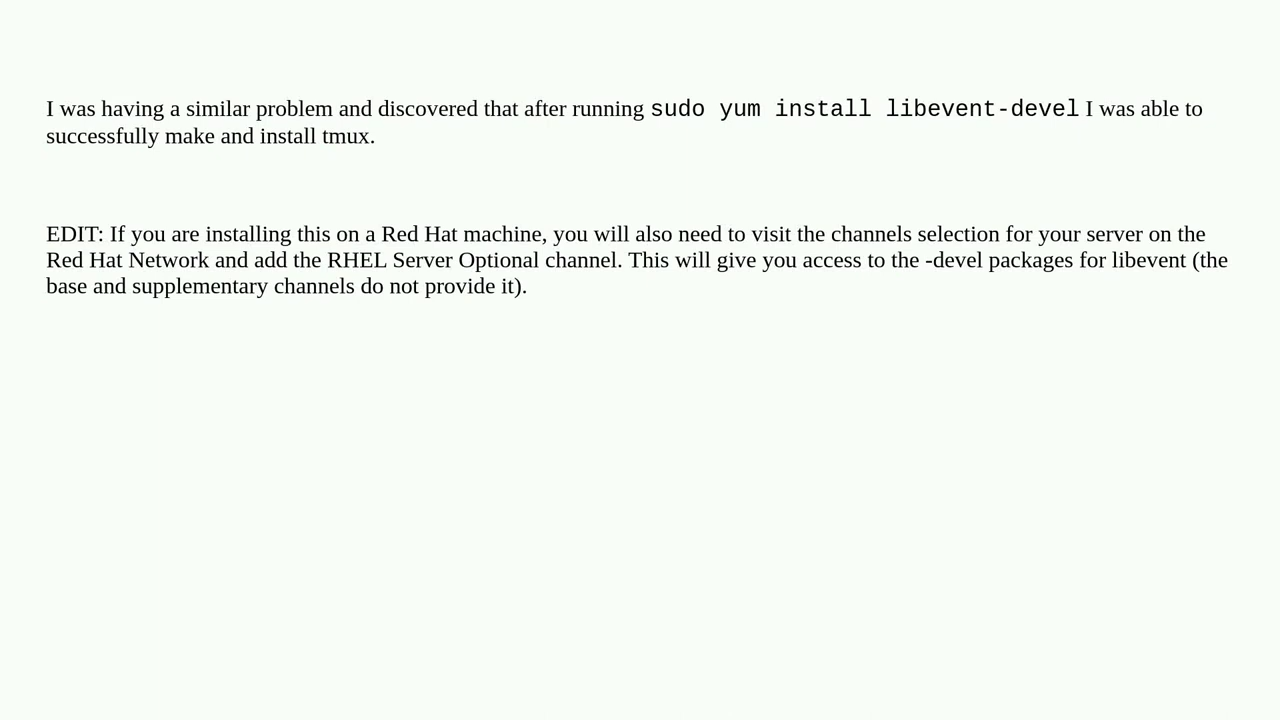 I was having a similar problem and discovered that after running sudo yum install libevent-devel I was able to
successfully make and install tmux.
EDIT: If you are installing this on a Red Hat machine, you will also need to visit the channels selection for your server on the
Red Hat Network and add the RHEL Server Optional channel. This will give you access to the -devel packages for libevent (the
base and supplementary channels do not provide it).